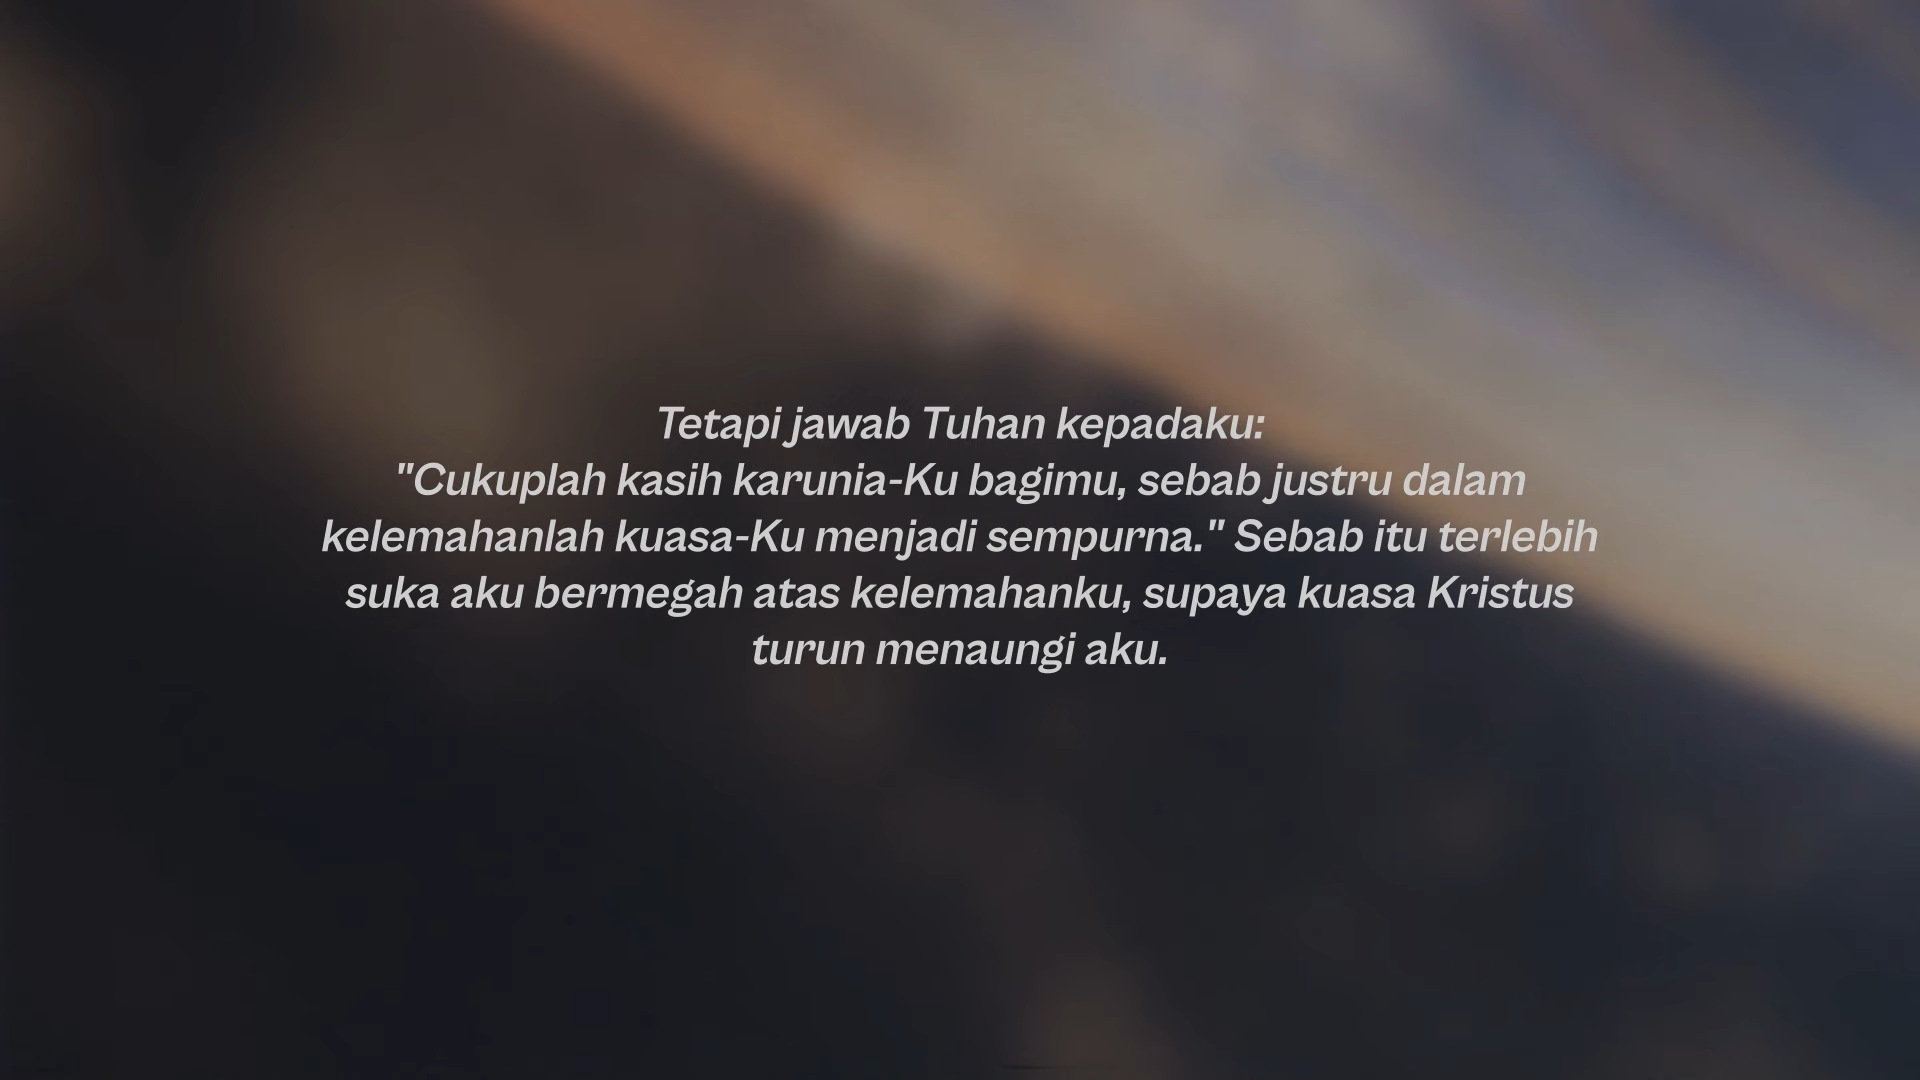 Tetapi jawab Tuhan kepadaku:
"Cukuplah kasih karunia-Ku bagimu, sebab justru dalam
kelemahanlah kuasa-Ku menjadi sempurna." Sebab itu terlebih
suka aku bermegah atas kelemahanku, supaya kuasa Kristus
turun menaungi aku.